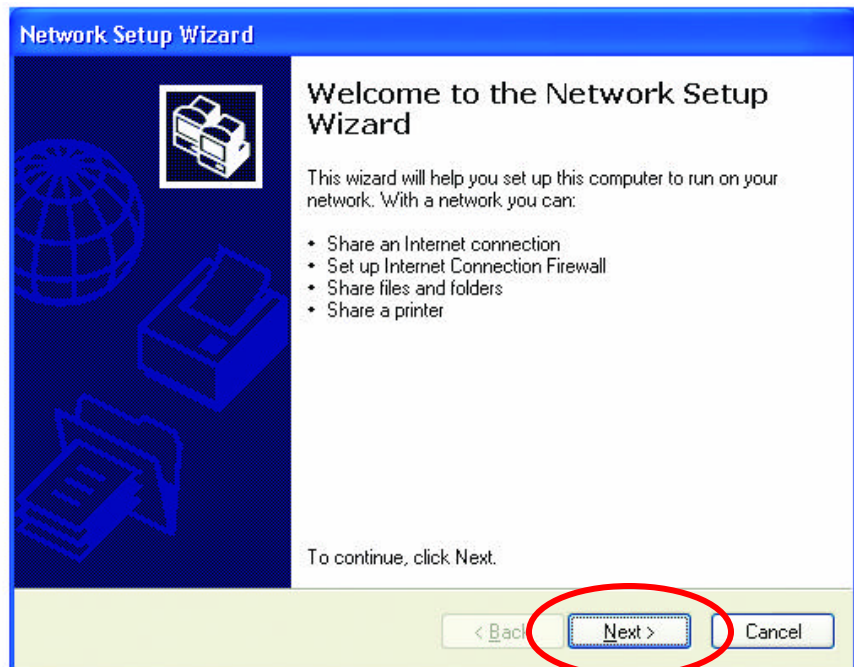 Network Setup Wizard
Welcome to the Network Setup
Wizard
This wizard will help you set up this computer to run on your
network. With a network you can:
• Share an Internet connection
• Set up Internet Connection Firewall
• Share files and folders
• Share a printer
To continue, click Next.
< Back Next > Cancel